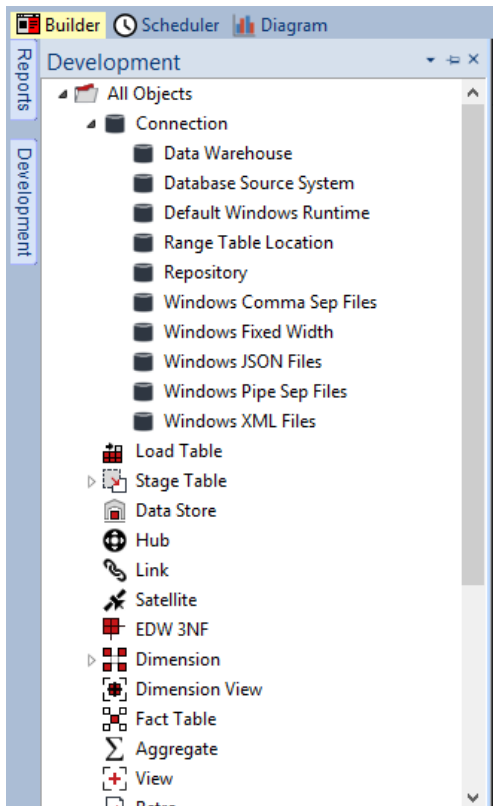 Builder Scheduler Diagram
Reports
Development
Development
All Objects
Connection
Data Warehouse
Database Source System
Default Windows Runtime
Range Table Location
Repository
Windows Comma Sep Files
Windows Fixed Width
Windows JSON Files
Windows Pipe Sep Files
Windows XML Files
Load Table
Stage Table
Data Store
Hub
Link
Satellite
EDW 3NF
Dimension
Dimension View
Fact Table
Aggregate
View